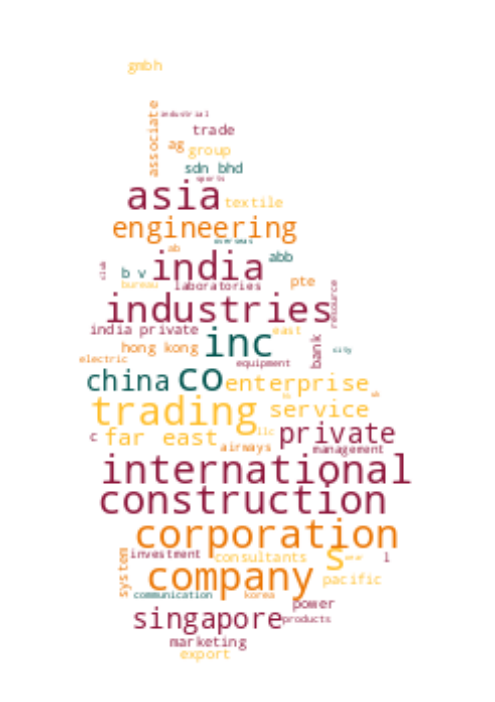 gmbh
industrial
associate
trade
ag
group
sdn bhd
sports
asia
textile
engineering
overseas
ab
abb
india
club
b v
laboratories
bureau
pte
resource
industries
india private
east
inc
bank
hong kong
city
electric
equipment
china
co
enterprise
trading
service
c
far east
llc
private
airways
management
international
construction
corporation
system
investment
consultants
s
l
company
pacific
communication
korea
power
singapore
products
marketing
export